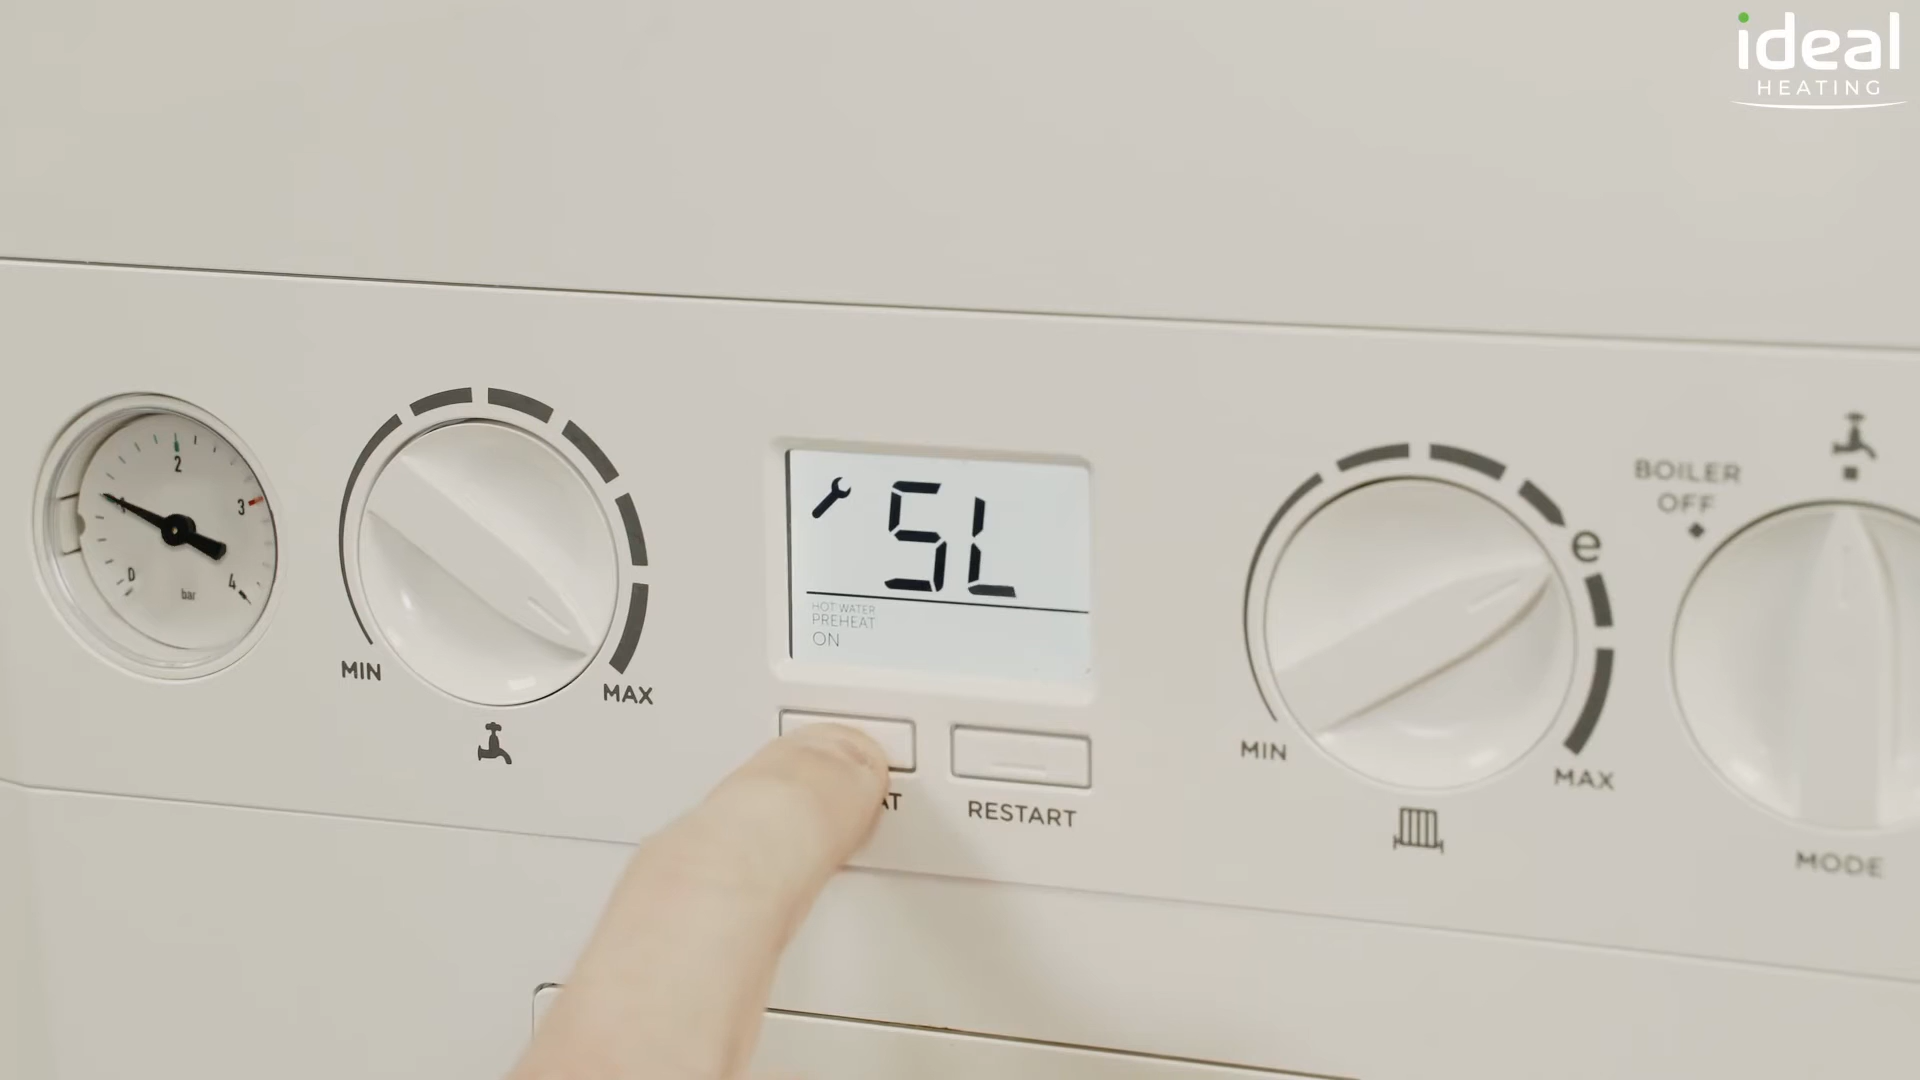 ideal
HEATING
0
2
3
4
bar
MIN
MAX
SL
HOT WATER
PREHEAT
ON
RESTART
MIN
MAX
e
BOILER
OFF
MODE